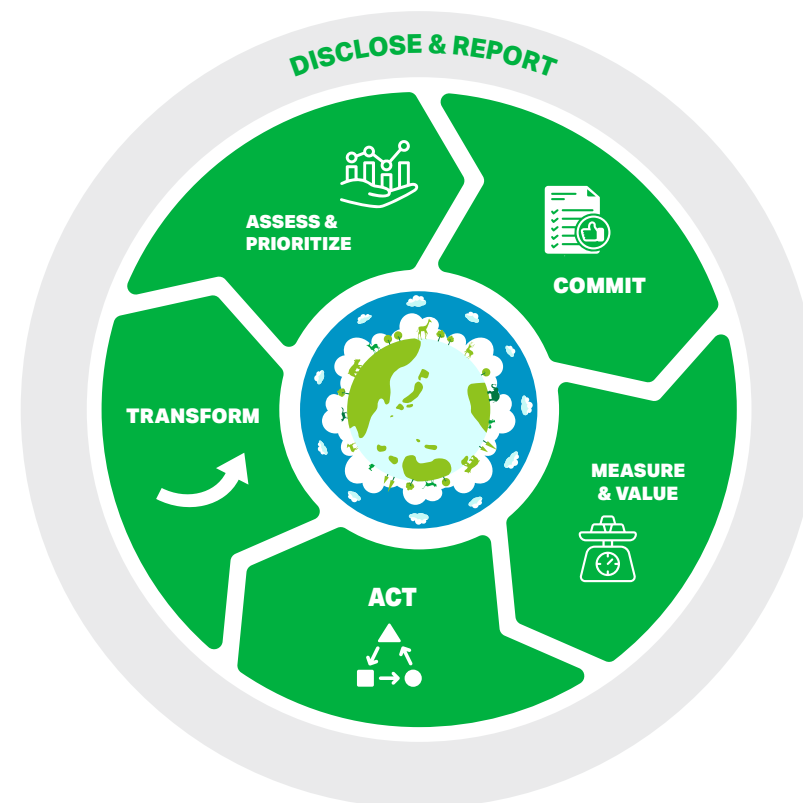 DISCLOSE & REPORT
ASSESS &
PRIORITIZE
COMMIT
MEASURE
& VALUE
ACT
TRANSFORM